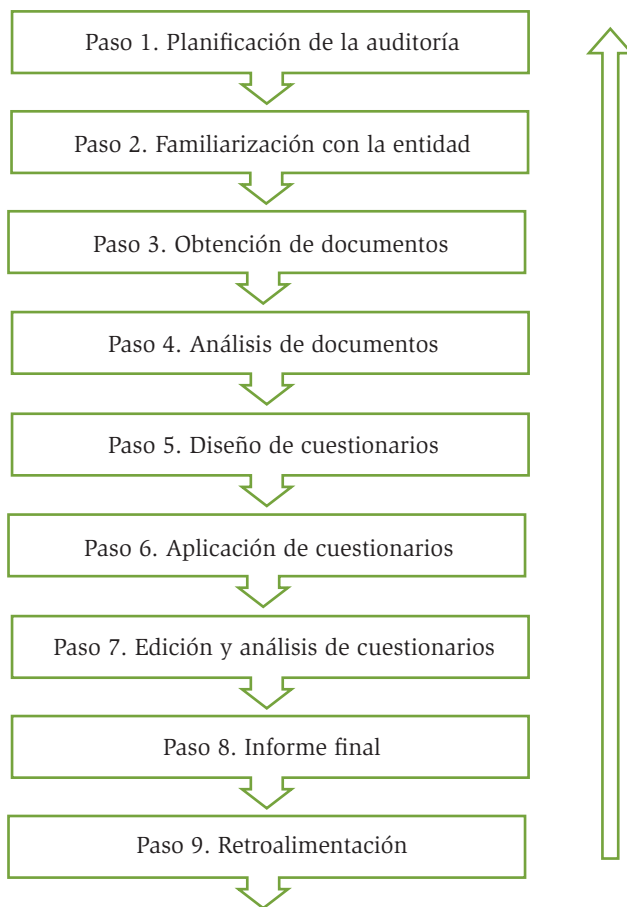 Paso 1. Planificación de la auditoría
Paso 2. Familiarización con la entidad
Paso 3. Obtención de documentos
Paso 4. Análisis de documentos
Paso 5. Diseño de cuestionarios
Paso 6. Aplicación de cuestionarios
Paso 7. Edición y análisis de cuestionarios
Paso 8. Informe final
Paso 9. Retroalimentación